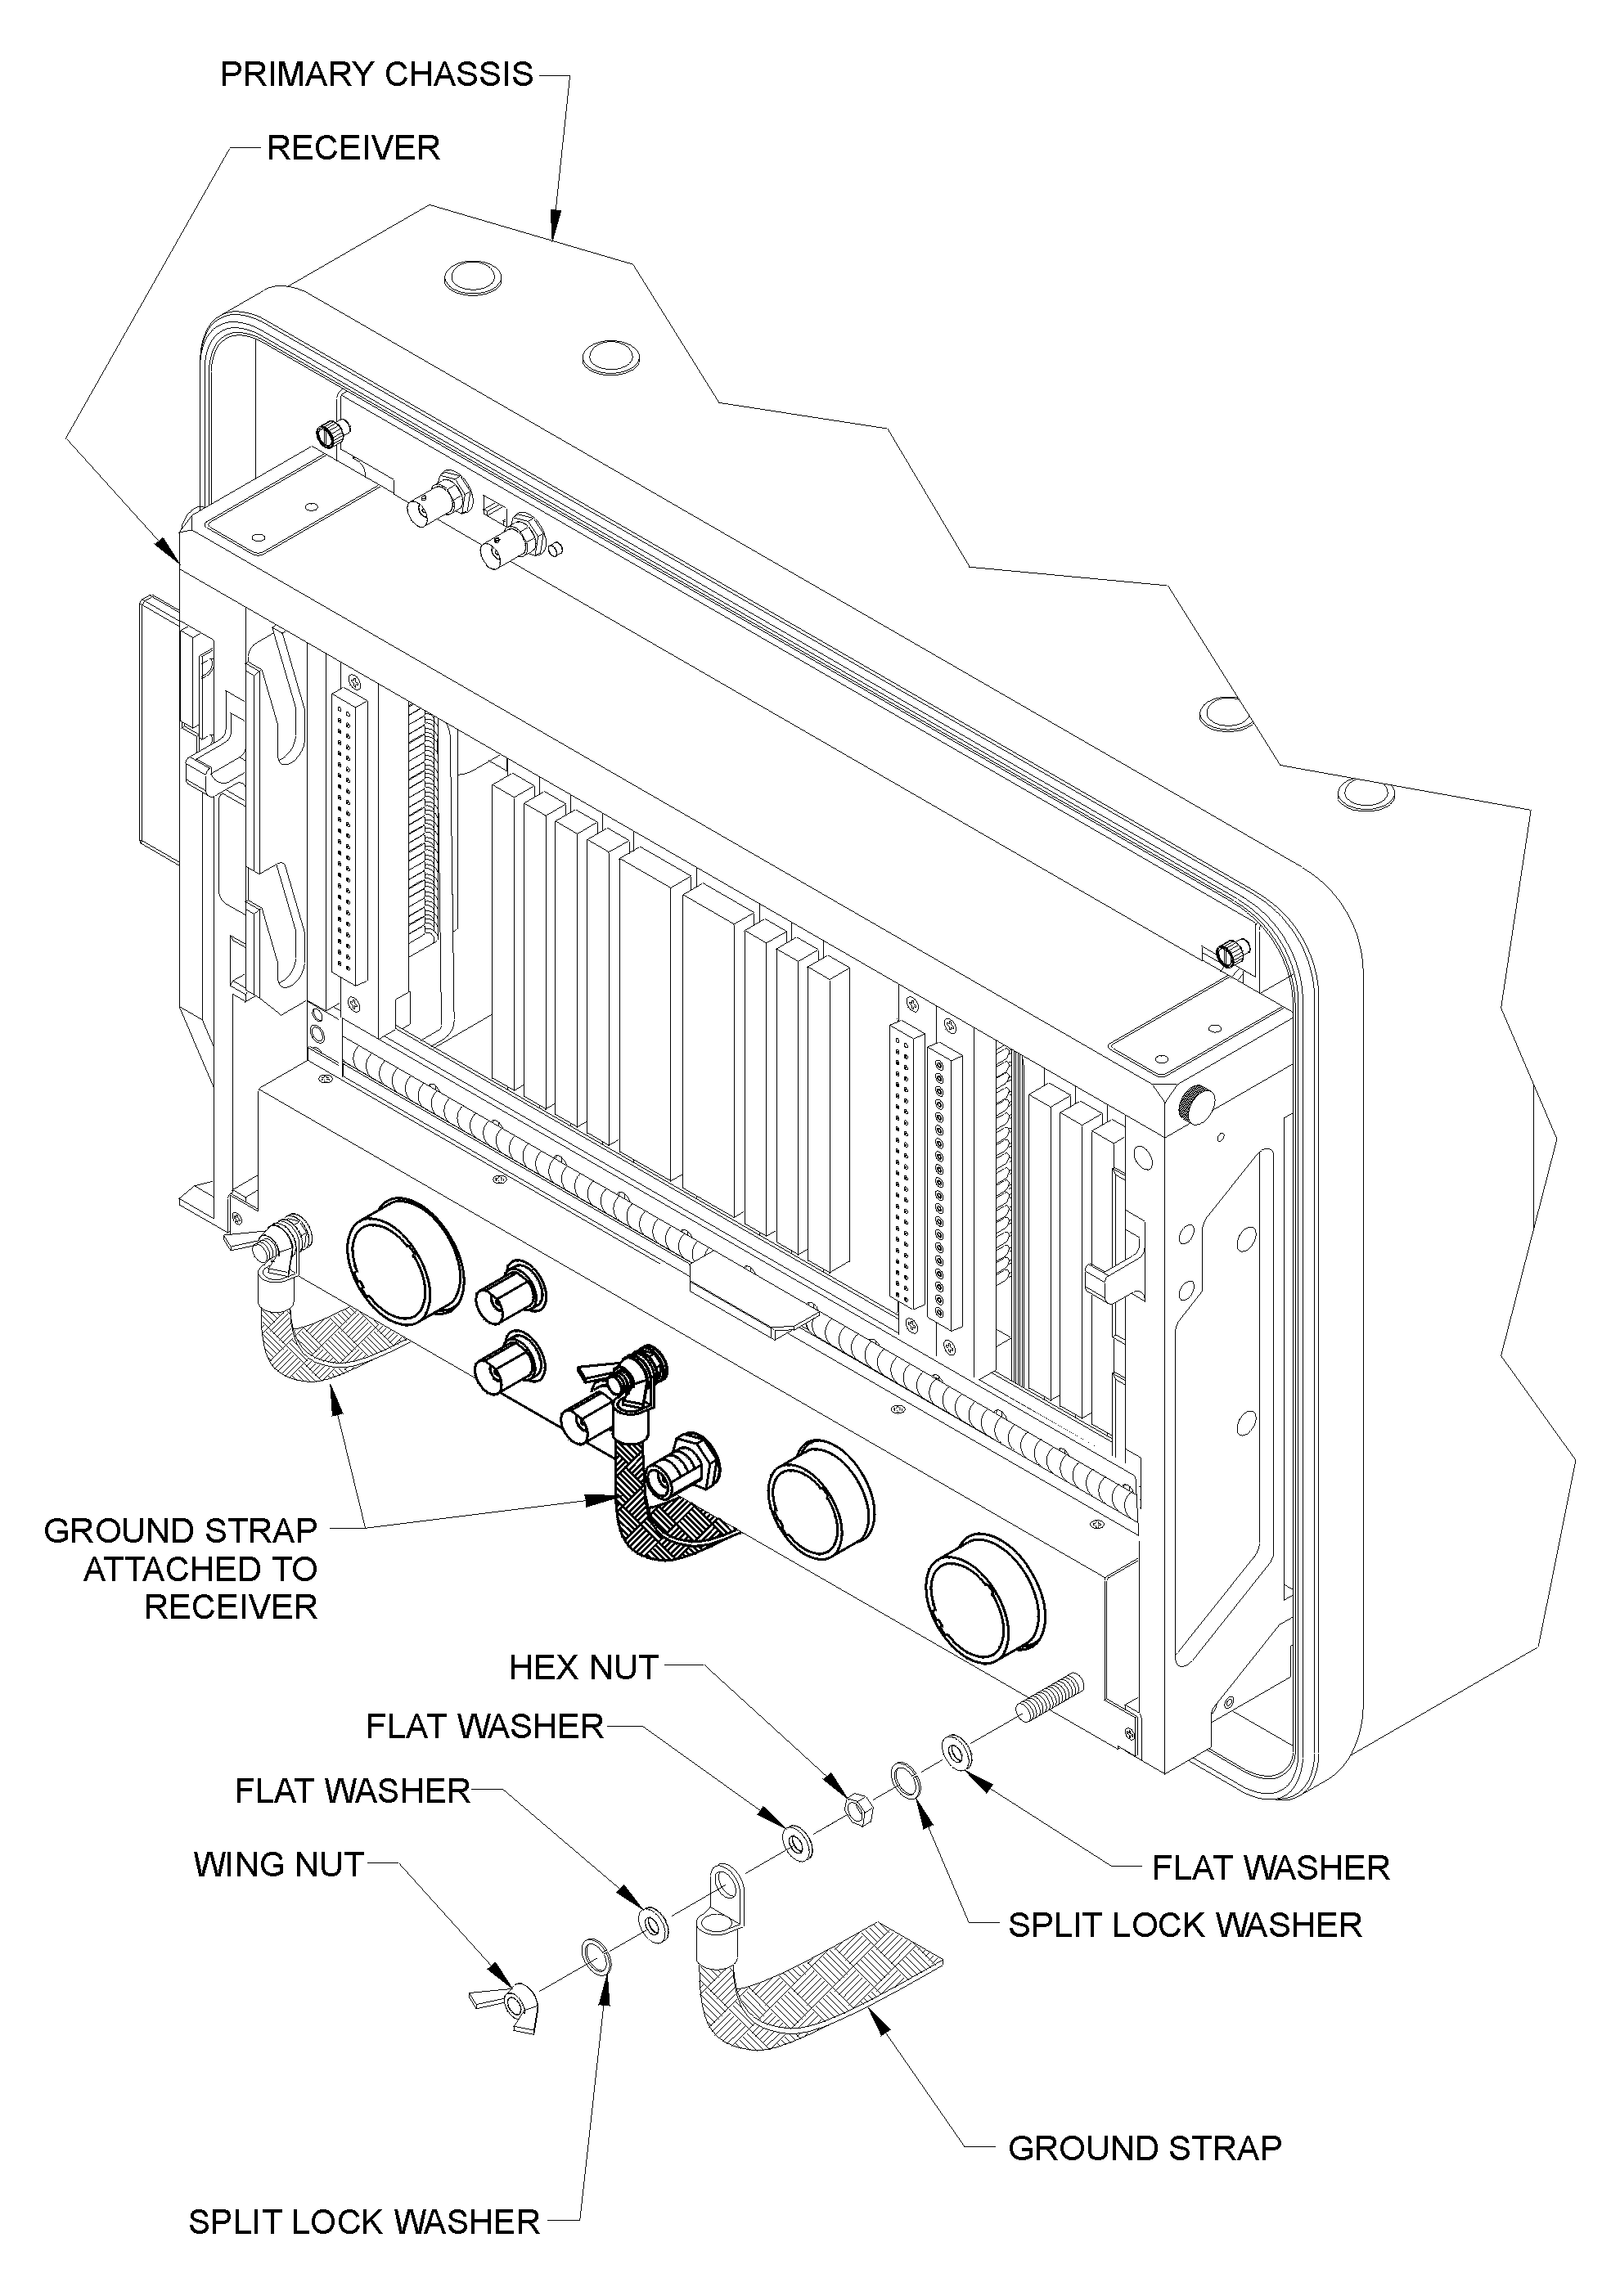 PRIMARY CHASSIS
RECEIVER
GROUND STRAP
ATTACHED TO
RECEIVER
HEX NUT
FLAT WASHER
FLAT WASHER
WING NUT
FLAT WASHER
SPLIT LOCK WASHER
GROUND STRAP
SPLIT LOCK WASHER